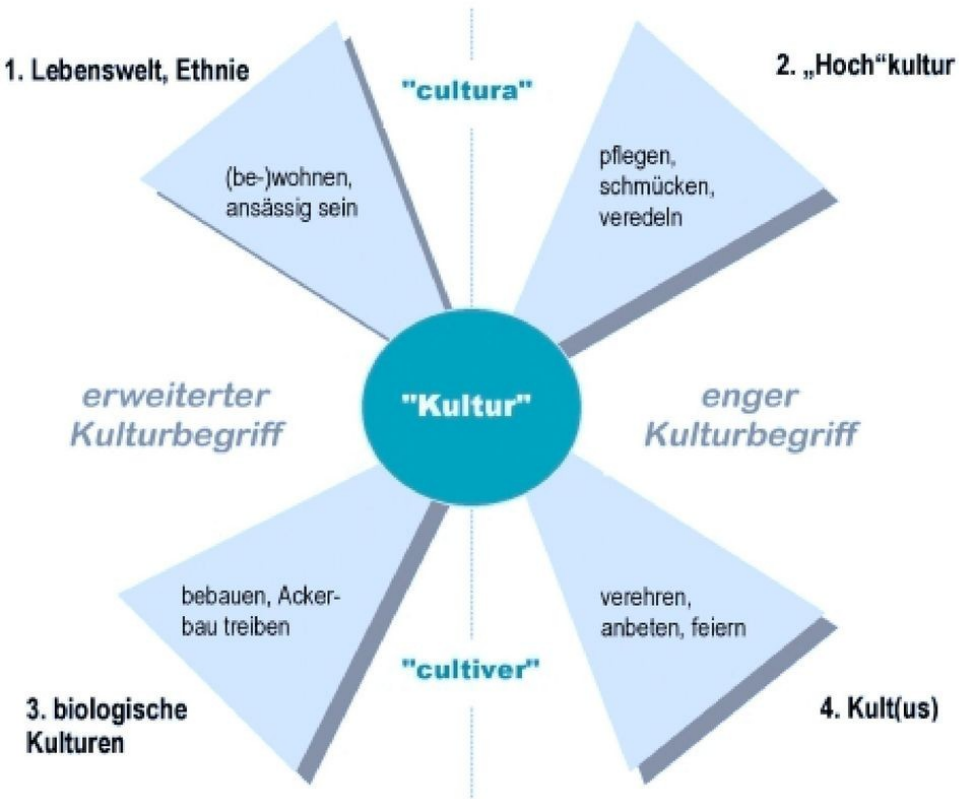 1. Lebenswelt, Ethnie
"cultura"
2. „Hoch“kultur
(be-)wohnen,
ansässig sein
pflegen,
schmücken,
veredeln
erweiterter
Kulturbegriff
"Kultur"
enger
Kulturbegriff
bebauen, Acker-
bau treiben
verehren,
anbeten, feiern
"cultiver"
3. biologische
Kulturen
4. Kult(us)